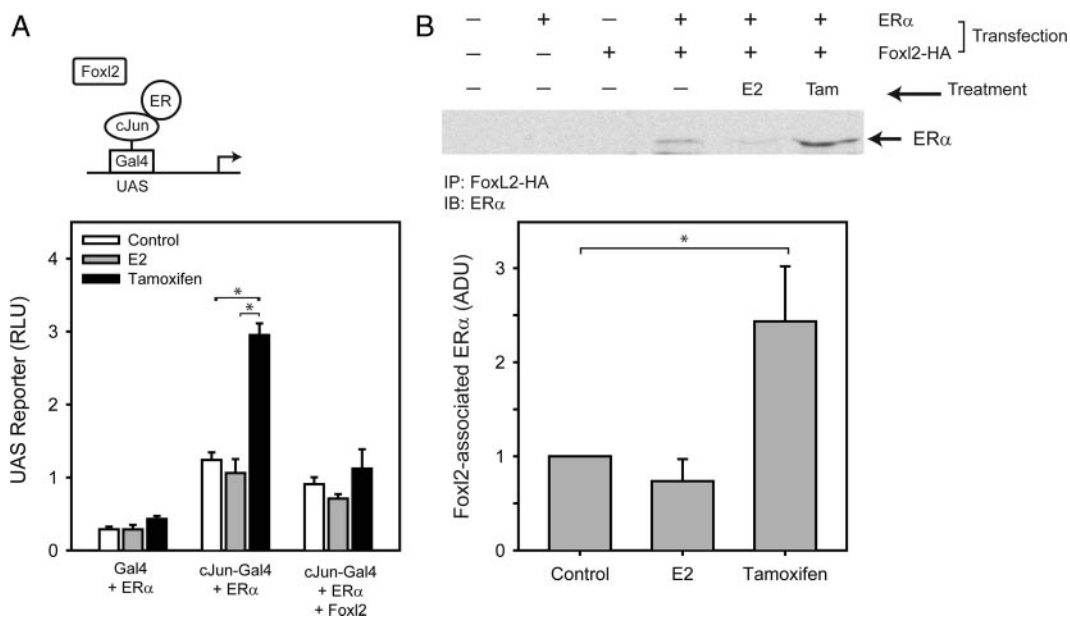 A
Foxl2
ER
cJun
Gal4
UAS
UAS Reporter (RLU)
4
3
2
1
0
Control
E2
Tamoxifen
*
*
Gal4
+ ERα
cJun-Gal4
+ ERα
cJun-Gal4
+ ERα
+ Foxl2
B
– + – + + + ERα
– – + + + + Foxl2-HA
Transfection
– – – – E2 Tam Treatment
ERα
IP: FoxL2-HA
IB: ERα
Foxl2-associated ERα (ADU)
3
2
1
0
*
Control E2 Tamoxifen